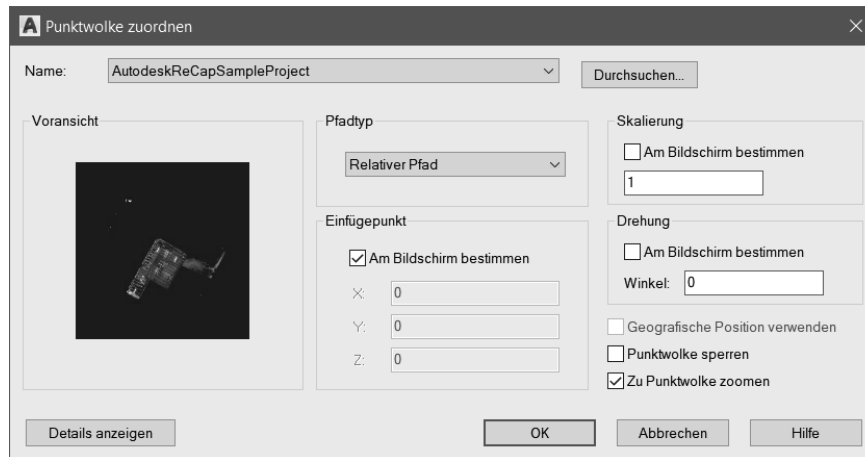 A Punktwolke zuordnen
Name: AutodeskReCapSampleProject Durchsuchen...
Voransicht
Pfadtyp
Relativer Pfad
Einfügepunkt
Am Bildschirm bestimmen
X: 0
Y: 0
Z: 0
Skalierung
Am Bildschirm bestimmen
1
Drehung
Am Bildschirm bestimmen
Winkel: 0
Geografische Position verwenden
Punktwolke sperren
Zu Punktwolke zoomen
Details anzeigen OK Abbrechen Hilfe